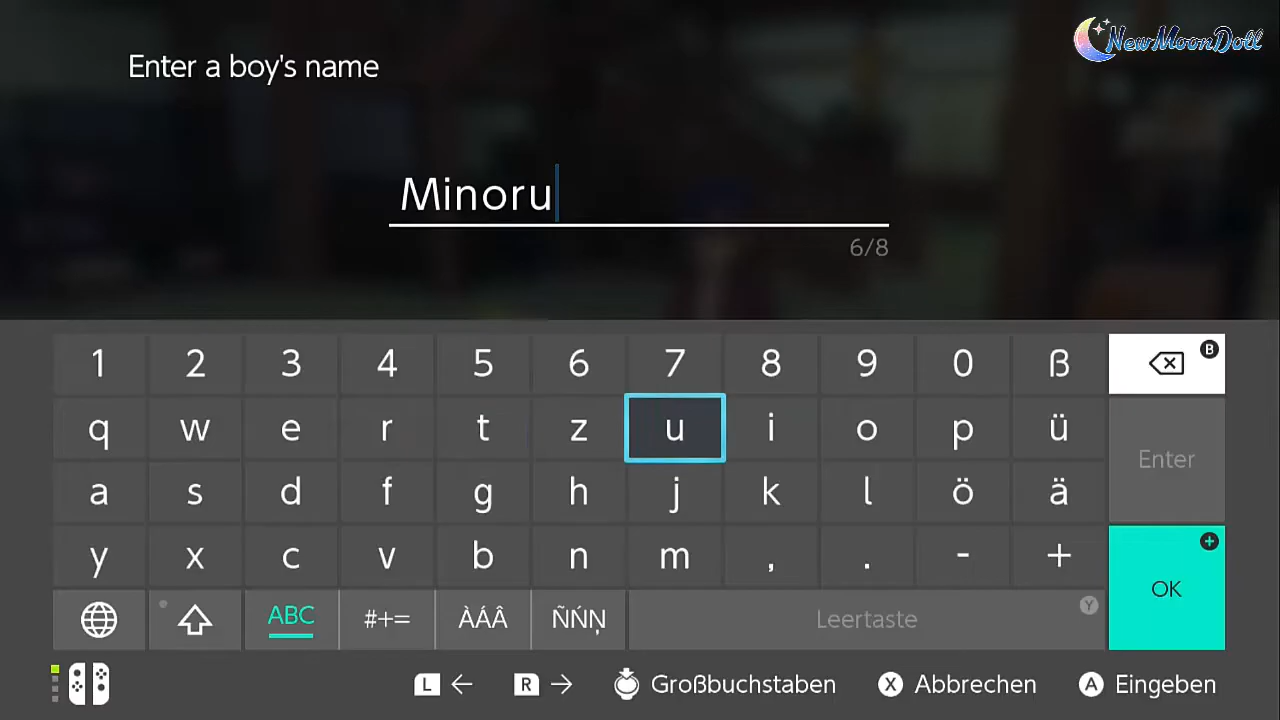 NewMoonDoll
Enter a boy's name
Minoru
6/8
1 2 3 4 5 6 7 8 9 0 ß B
q w e r t z u i o p ü
Enter
a s d f g h j k l ö ä
y x c v b n m , . - +
OK
ABC #+= ÀÁÂ ÑŃŅ Leertaste Y
L ← R → Großbuchstaben X Abbrechen A Eingeben